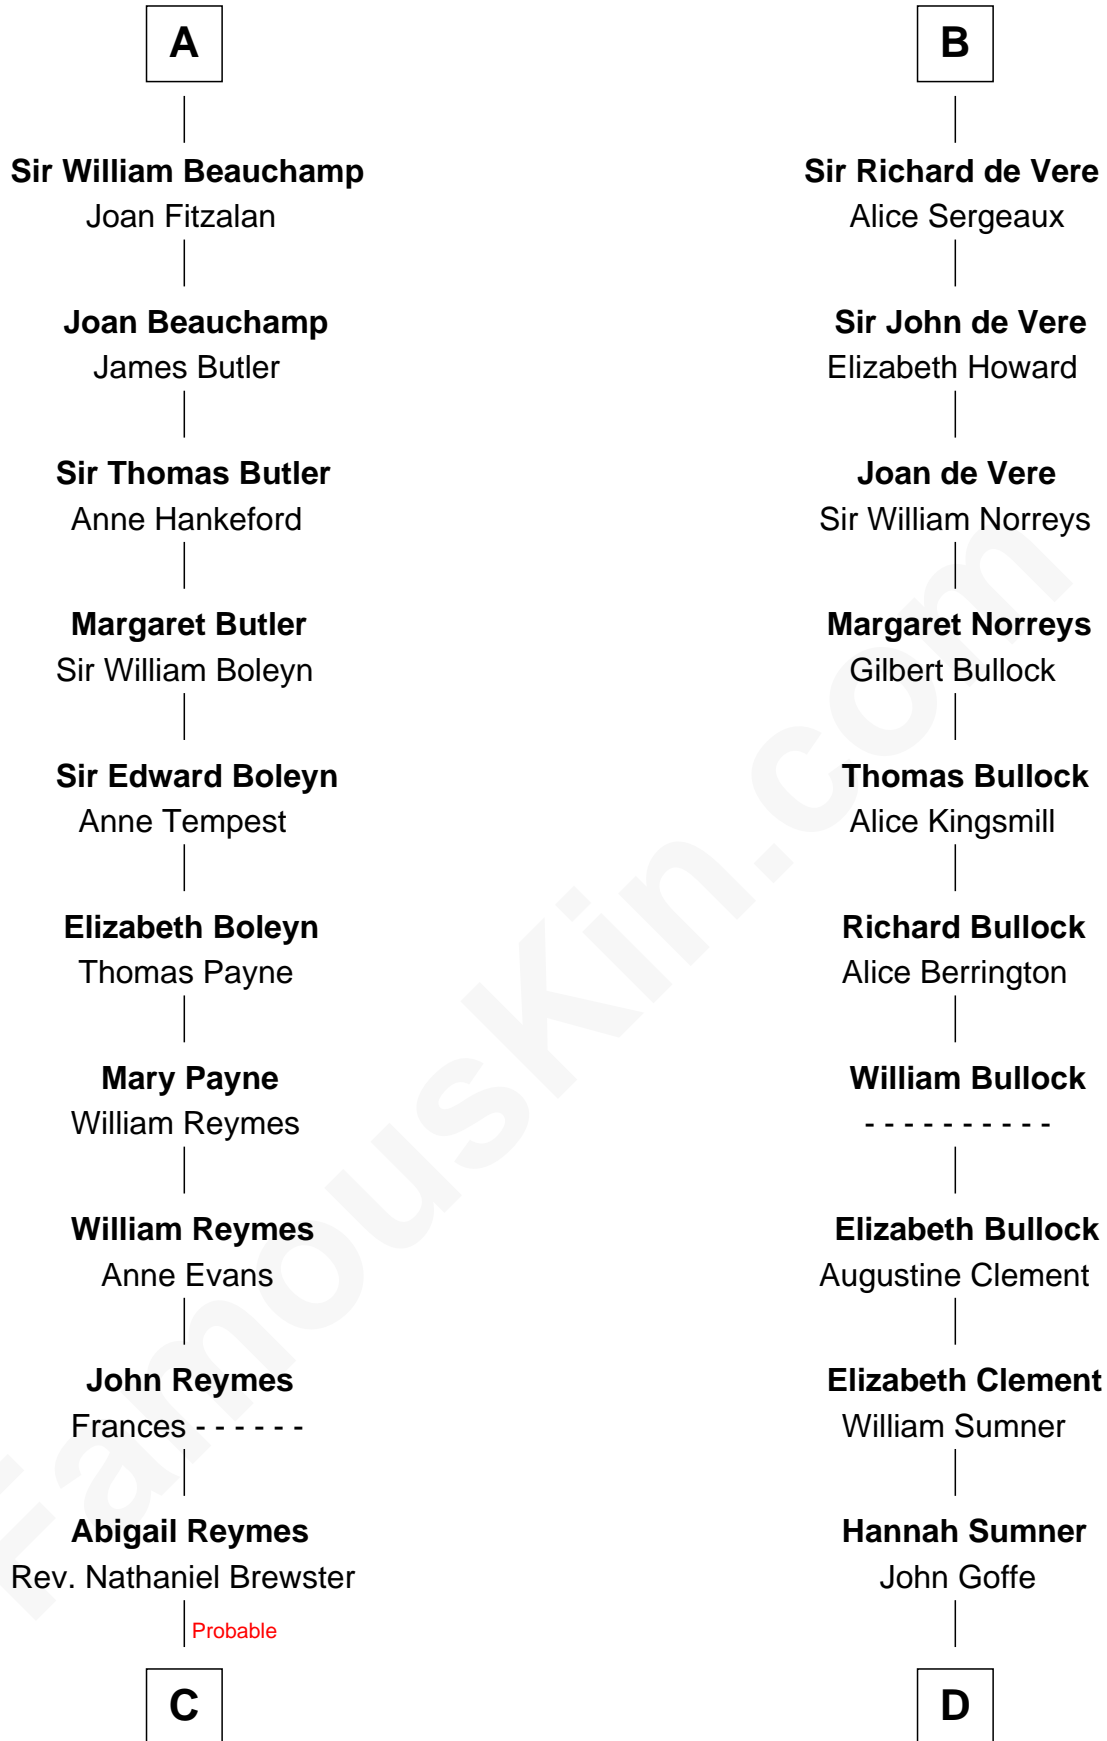 A
Sir William Beauchamp
Joan Fitzalan
Joan Beauchamp
James Butler
Sir Thomas Butler
Anne Hankeford
Margaret Butler
Sir William Boleyn
Sir Edward Boleyn
Anne Tempest
Elizabeth Boleyn
Thomas Payne
Mary Payne
William Reymes
William Reymes
Anne Evans
John Reymes
Frances - - - - - -
Abigail Reymes
Rev. Nathaniel Brewster
Probable
C
B
Sir Richard de Vere
Alice Sergeaux
Sir John de Vere
Elizabeth Howard
Joan de Vere
Sir William Norreys
Margaret Norreys
Gilbert Bullock
Thomas Bullock
Alice Kingsmill
Richard Bullock
Alice Berrington
William Bullock
- - - - - - - - - -
Elizabeth Bullock
Augustine Clement
Elizabeth Clement
William Sumner
Hannah Sumner
John Goffe
D
FamousKin.com